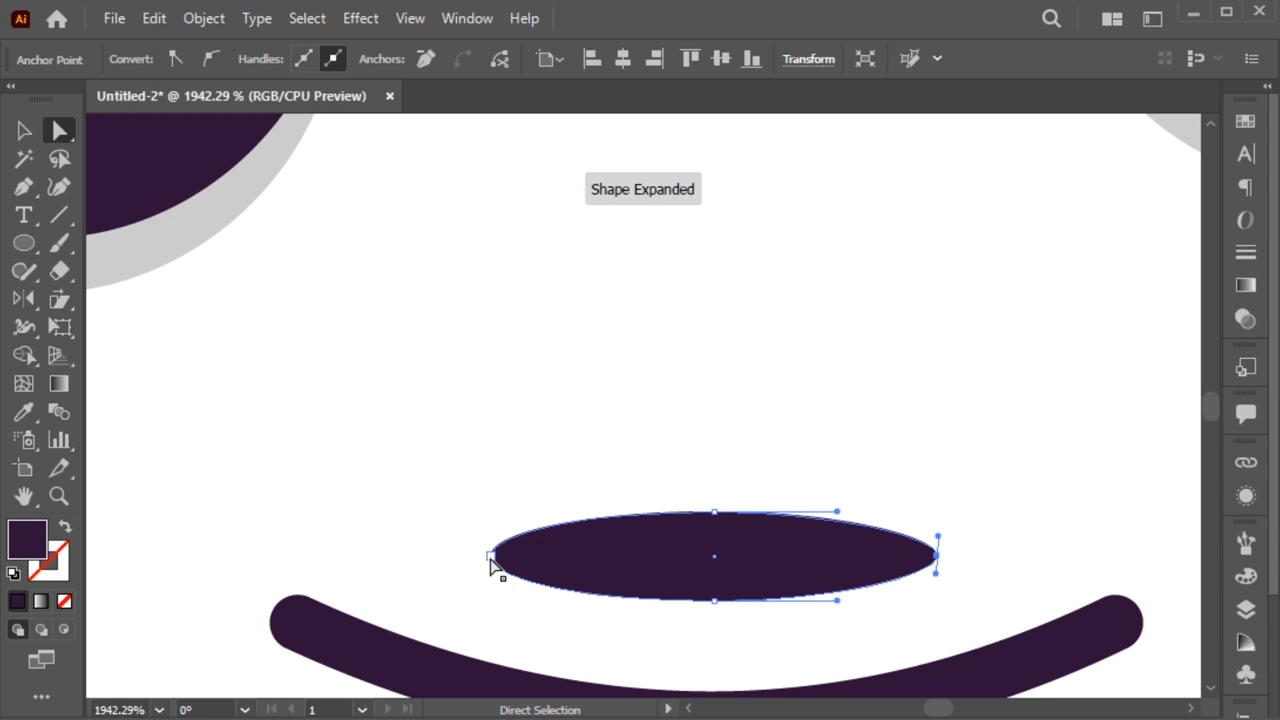 Ai
File Edit Object Type Select Effect View Window Help
Anchor Point Convert: Handles: Anchors: Transform
Untitled-2* @ 1942.29 % (RGB/CPU Preview) ×
Shape Expanded
1942.29% 0° 1 Direct Selection